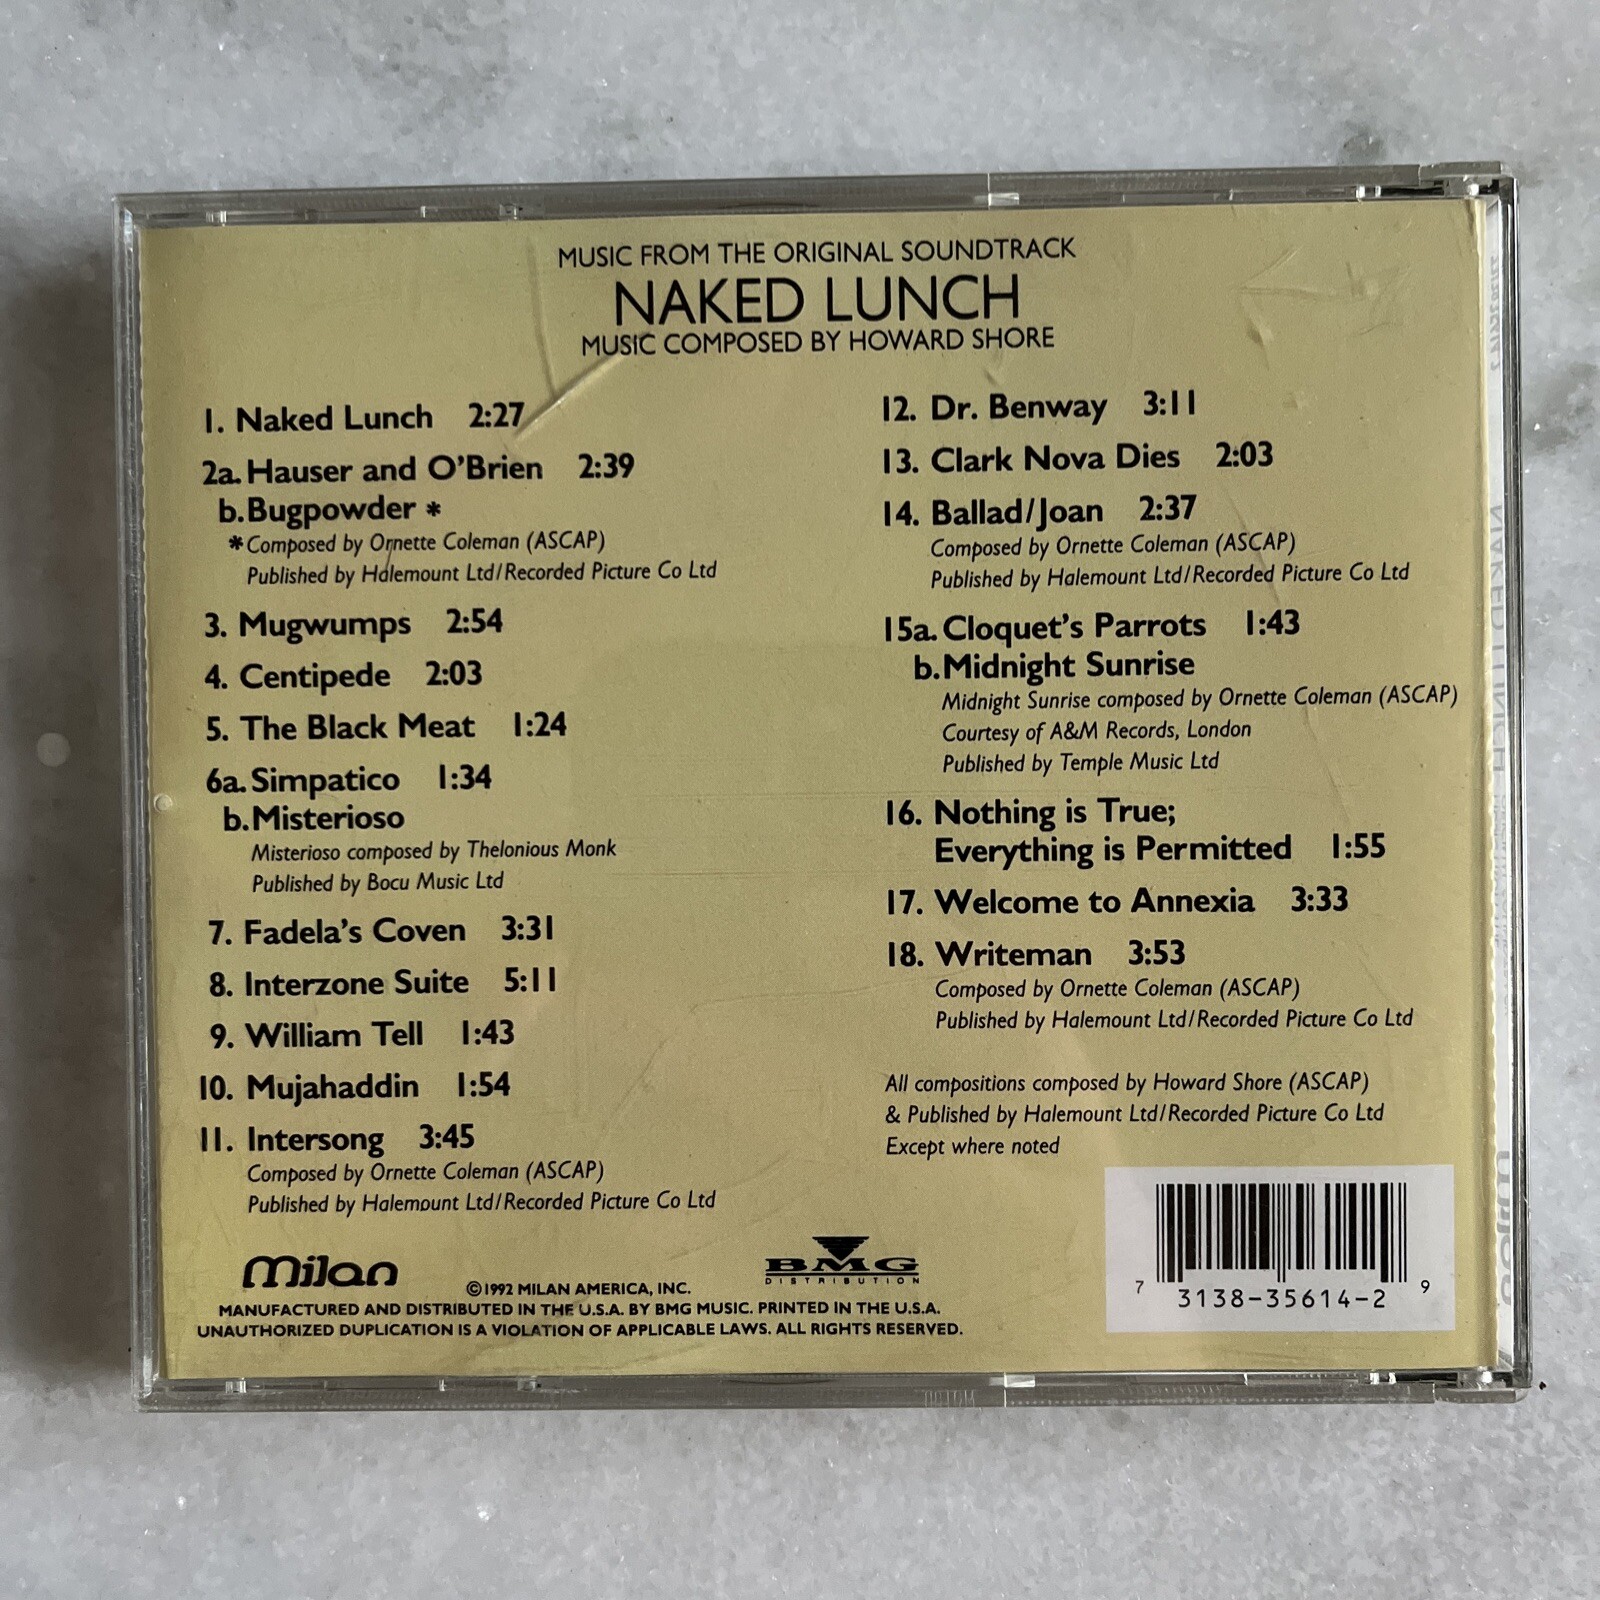 MUSIC FROM THE ORIGINAL SOUNDTRACK
NAKED LUNCH
MUSIC COMPOSED BY HOWARD SHORE
1. Naked Lunch 2:27
2a. Hauser and O'Brien 2:39
b. Bugpowder *
*Composed by Ornette Coleman (ASCAP)
Published by Halemount Ltd/Recorded Picture Co Ltd
3. Mugwumps 2:54
4. Centipede 2:03
5. The Black Meat 1:24
6a. Simpatico 1:34
b. Misterioso
Misterioso composed by Thelonious Monk
Published by Bocu Music Ltd
7. Fadela's Coven 3:31
8. Interzone Suite 5:11
9. William Tell 1:43
10. Mujahaddin 1:54
11. Intersong 3:45
Composed by Ornette Coleman (ASCAP)
Published by Halemount Ltd/Recorded Picture Co Ltd
12. Dr. Benway 3:11
13. Clark Nova Dies 2:03
14. Ballad/Joan 2:37
Composed by Ornette Coleman (ASCAP)
Published by Halemount Ltd/Recorded Picture Co Ltd
15a. Cloquet's Parrots 1:43
b. Midnight Sunrise
Midnight Sunrise composed by Ornette Coleman (ASCAP)
Courtesy of A&M Records, London
Published by Temple Music Ltd
16. Nothing is True;
Everything is Permitted 1:55
17. Welcome to Annexia 3:33
18. Writeman 3:53
Composed by Ornette Coleman (ASCAP)
Published by Halemount Ltd/Recorded Picture Co Ltd
All compositions composed by Howard Shore (ASCAP)
& Published by Halemount Ltd/Recorded Picture Co Ltd
Except where noted
Milan
BMG
DISTRIBUTION
©1992 MILAN AMERICA, INC.
MANUFACTURED AND DISTRIBUTED IN THE U.S.A. BY BMG MUSIC. PRINTED IN THE U.S.A.
UNAUTHORIZED DUPLICATION IS A VIOLATION OF APPLICABLE LAWS. ALL RIGHTS RESERVED.
7 3138-35614-2 9